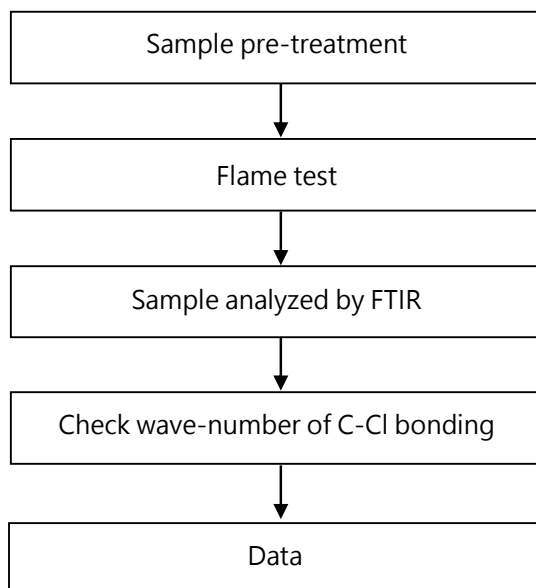 Sample pre-treatment
Flame test
Sample analyzed by FTIR
Check wave-number of C-Cl bonding
Data